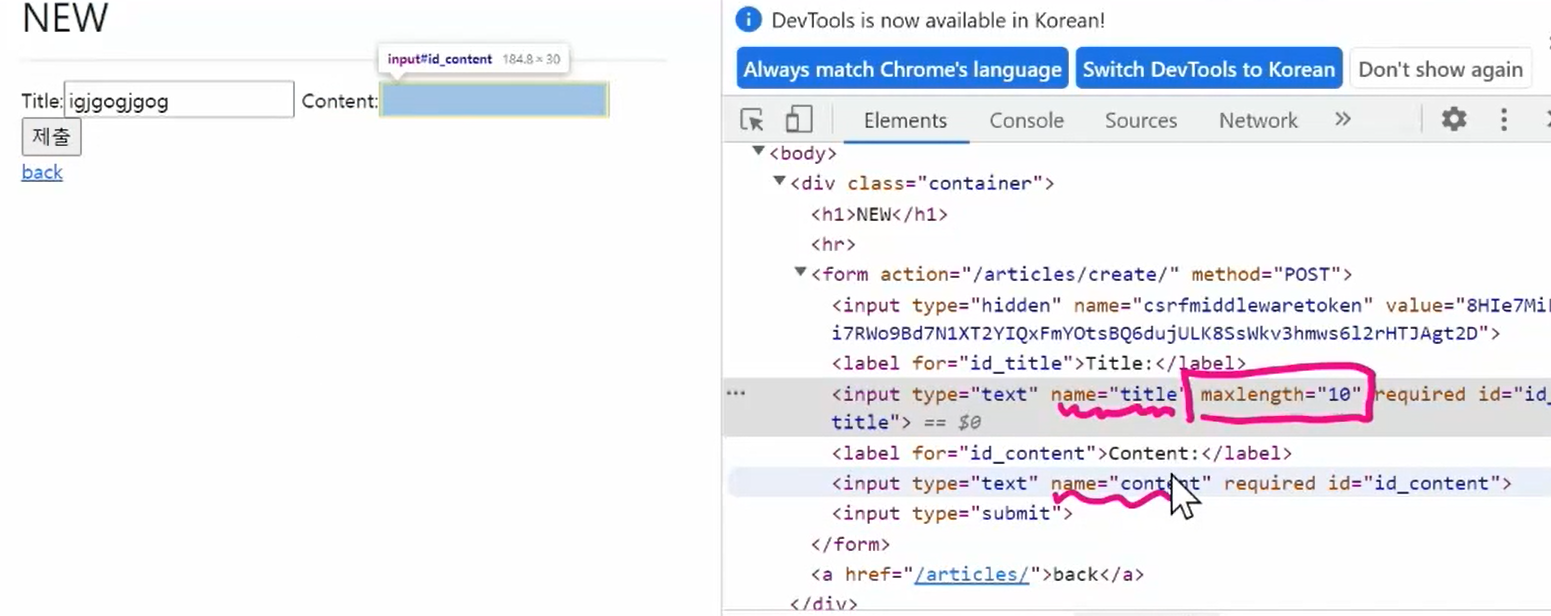 NEW
input#id_content 184.8 × 30
Title: igjgogjgog Content:
제출
back
DevTools is now available in Korean!
Always match Chrome's language Switch DevTools to Korean Don't show again
Elements Console Sources Network »
<body>
<div class="container">
<h1>NEW</h1>
<hr>
<form action="/articles/create/" method="POST">
<input type="hidden" name="csrfmiddlewaretoken" value="8HIe7Mi
i7RWo9Bd7N1XT2YIQxFmYOtsBQ6dujULK8SsWkv3hmws6l2rHTJAgt2D">
<label for="id_title">Title:</label>
<input type="text" name="title" maxlength="10" required id="id_
title"> == $0
<label for="id_content">Content:</label>
<input type="text" name="content" required id="id_content">
<input type="submit">
</form>
<a href="/articles/">back</a>
</div>